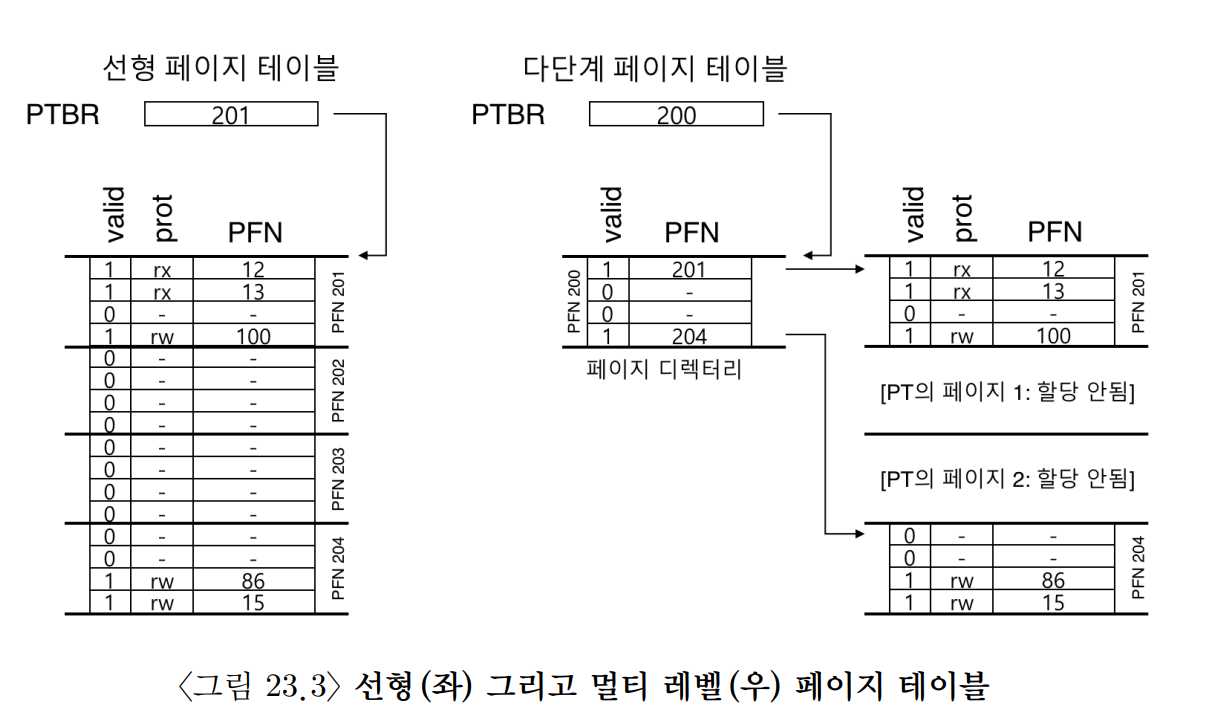 선형 페이지 테이블
PTBR 201
valid prot PFN
1 rx 12
1 rx 13
0 - -
1 rw 100
PFN 201
0 - -
0 - -
0 - -
0 - -
PFN 202
0 - -
0 - -
0 - -
0 - -
PFN 203
0 - -
0 - -
1 rw 86
1 rw 15
PFN 204
다단계 페이지 테이블
PTBR 200
valid PFN
PFN 200
1 201
0 -
0 -
1 204
페이지 디렉터리
valid prot PFN
1 rx 12
1 rx 13
0 - -
1 rw 100
PFN 201
[PT의 페이지 1: 할당 안됨]
[PT의 페이지 2: 할당 안됨]
0 - -
0 - -
1 rw 86
1 rw 15
PFN 204
〈그림 23.3〉 선형(좌) 그리고 멀티 레벨(우) 페이지 테이블